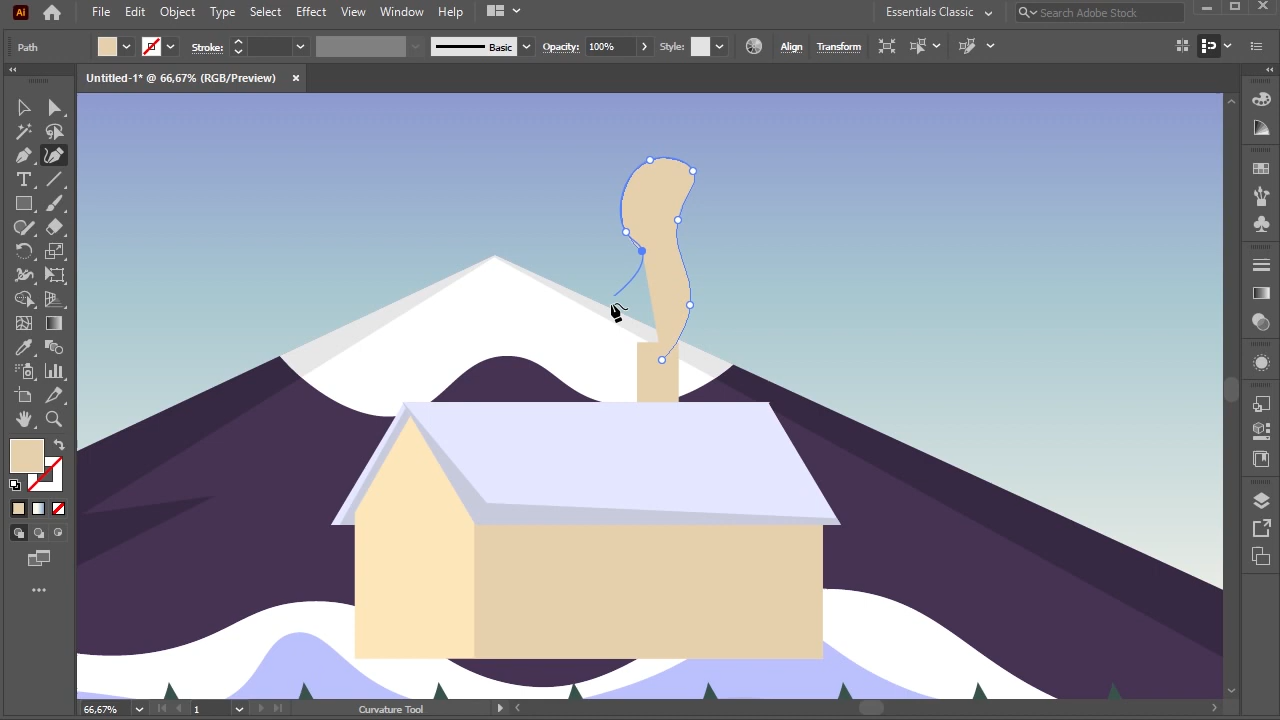 Ai File Edit Object Type Select Effect View Window Help Essentials Classic Search Adobe Stock
Path Stroke: Basic Opacity: 100% Style: Align Transform
Untitled-1* @ 66,67% (RGB/Preview) ×
T
66,67% 1 Curvature Tool